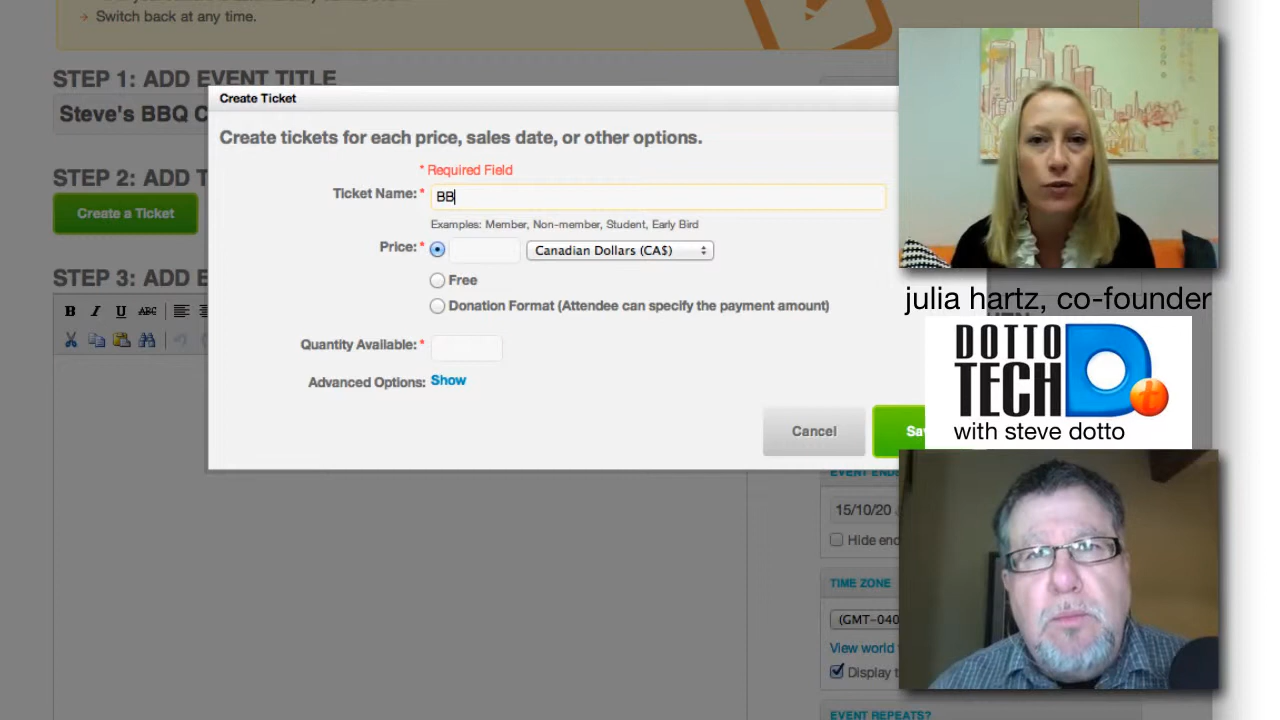 Switch back at any time.
STEP 1: ADD EVENT TITLE
Steve's BBQ C
STEP 2: ADD T
Create a Ticket
STEP 3: ADD E
B I U ABC
Create Ticket
Create tickets for each price, sales date, or other options.
* Required Field
Ticket Name: *
BB
Examples: Member, Non-member, Student, Early Bird
Price: *
Canadian Dollars (CA$)
Free
Donation Format (Attendee can specify the payment amount)
Quantity Available: *
Advanced Options: Show
Cancel
Sa
julia hartz, co-founder
DOTTO
TECH D t
with steve dotto
EVENT ENDS
15/10/20
Hide en
TIME ZONE
(GMT-040
View world
Display t
EVENT REPEATS?